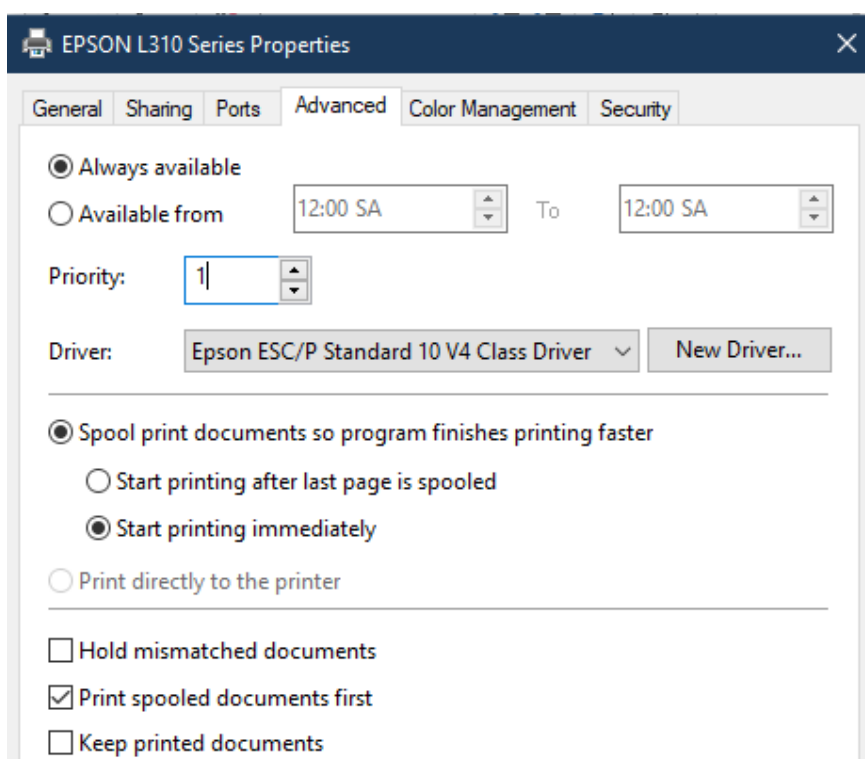 EPSON L310 Series Properties
General Sharing Ports Advanced Color Management Security
Always available
Available from 12:00 SA To 12:00 SA
Priority: 1
Driver: Epson ESC/P Standard 10 V4 Class Driver New Driver...
Spool print documents so program finishes printing faster
Start printing after last page is spooled
Start printing immediately
Print directly to the printer
Hold mismatched documents
Print spooled documents first
Keep printed documents